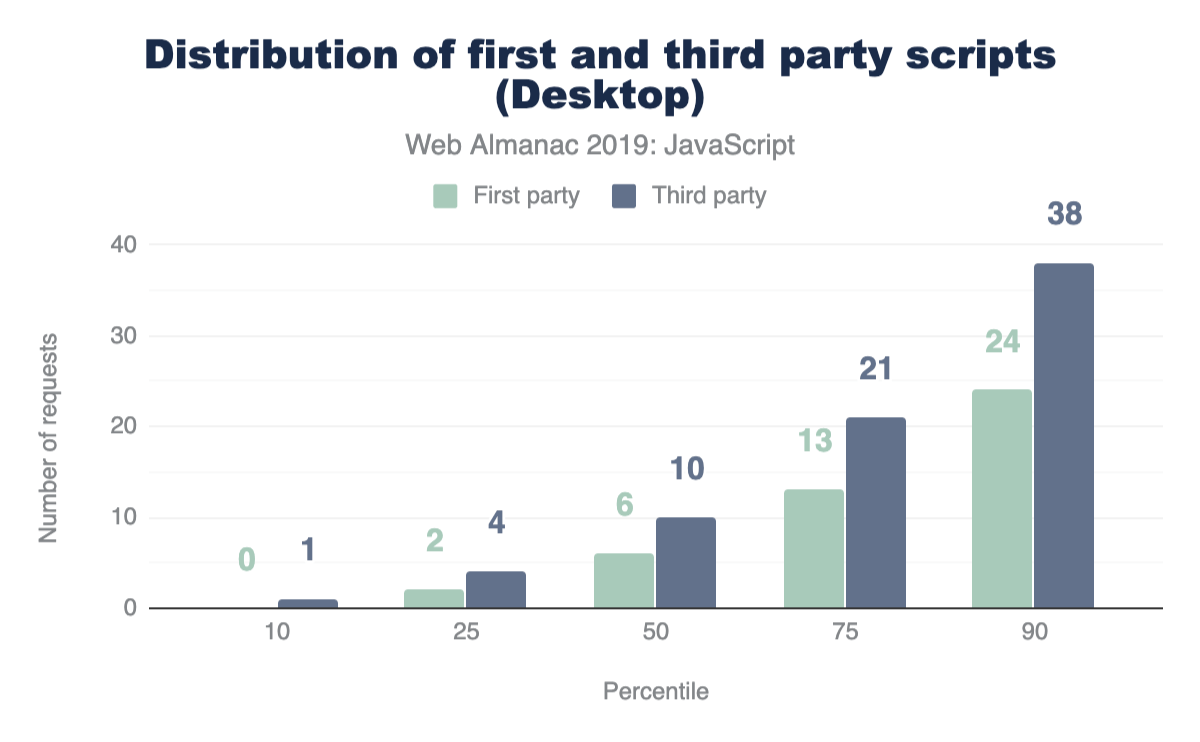 Distribution of first and third party scripts
(Desktop)
Web Almanac 2019: JavaScript
First party
Third party
Number of requests
40
30
20
10
0
0
1
2
4
6
10
13
21
24
38
10
25
50
75
90
Percentile